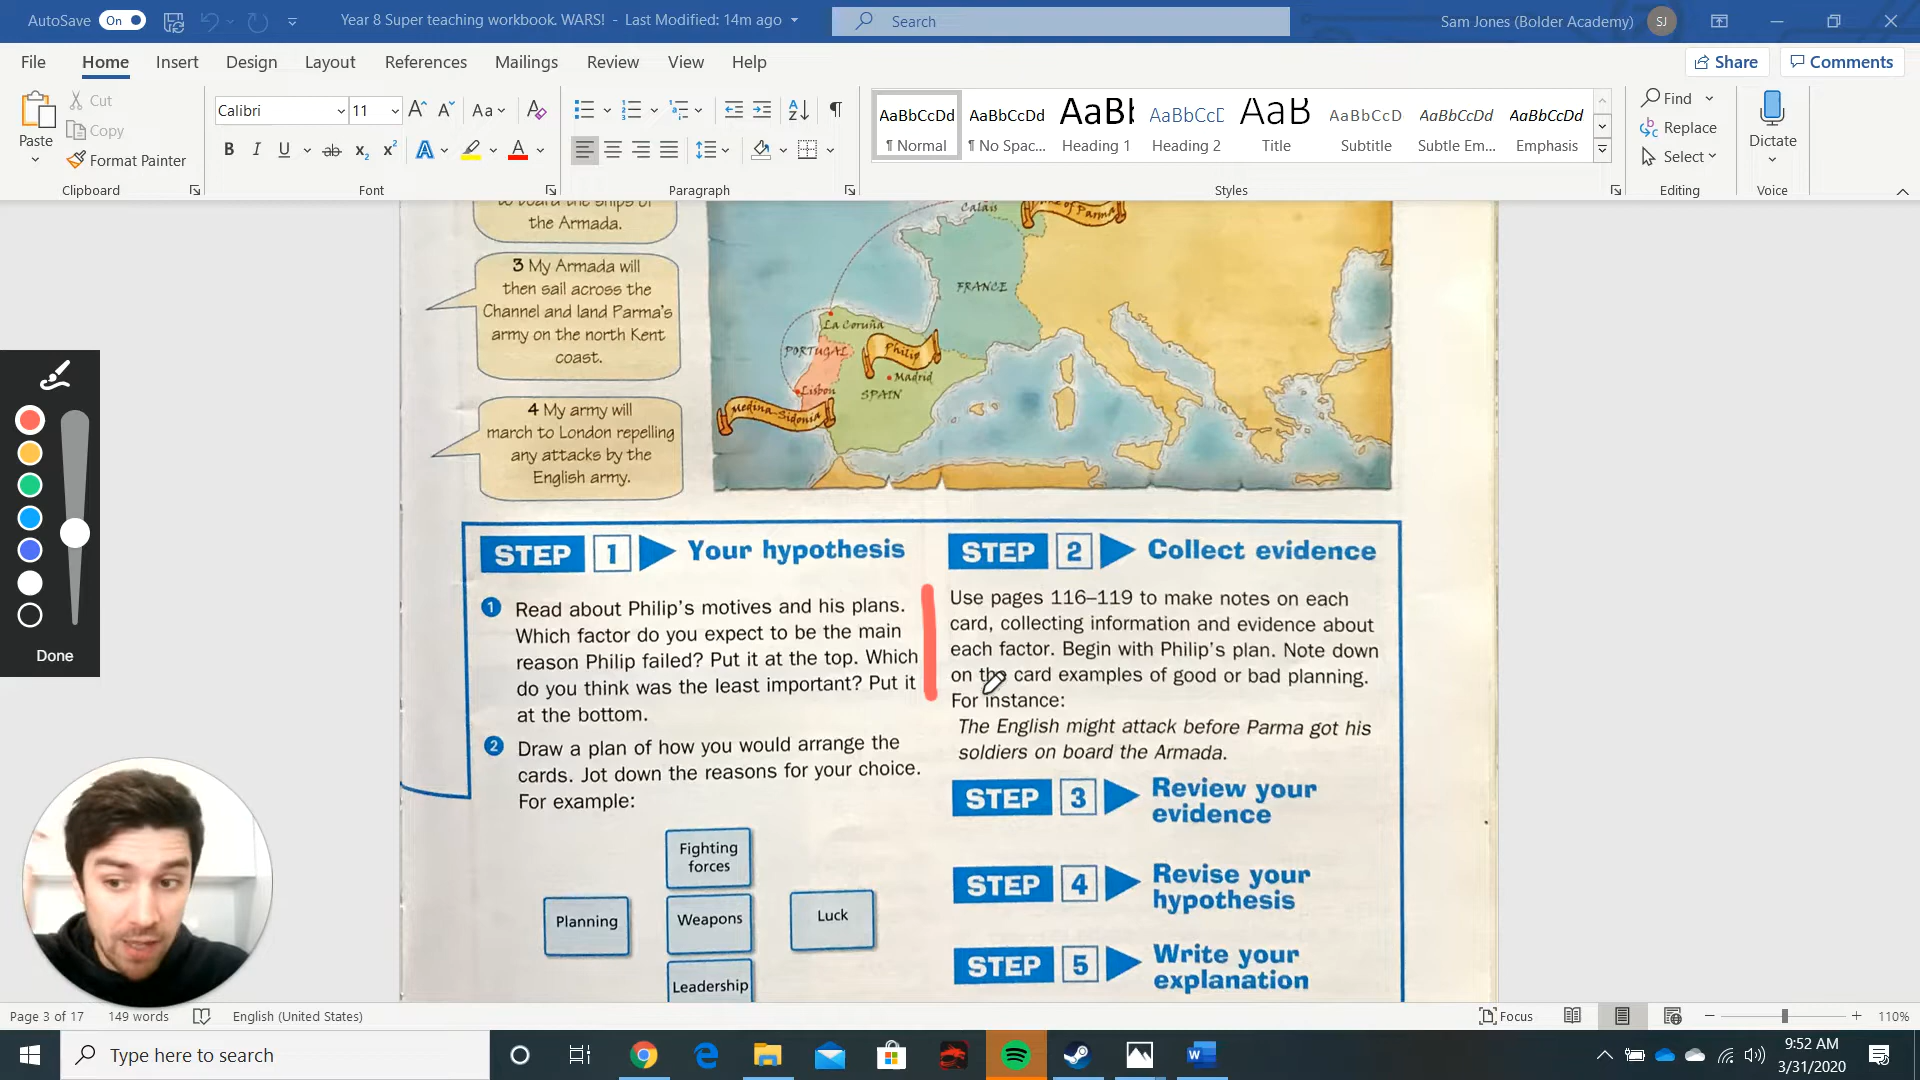 AutoSave On
Year 8 Super teaching workbook. WARS! - Last Modified: 14m ago
Search
Sam Jones (Bolder Academy)
SJ
File Home Insert Design Layout References Mailings Review View Help
Share
Comments
Paste
Cut
Copy
Format Painter
Clipboard
Calibri
11
Font
Paragraph
AaBbCcDd
¶ Normal
AaBbCcDd
¶ No Spac...
AaBb
Heading 1
AaBbCcD
Heading 2
AaB
Title
AaBbCcD
Subtitle
AaBbCcDd
Subtle Em...
AaBbCcDd
Emphasis
Styles
Find
Replace
Select
Editing
Dictate
Voice
to board the ships of
the Armada.
3 My Armada will
then sail across the
Channel and land Parma's
army on the north Kent
coast.
4 My army will
march to London repelling
any attacks by the
English army.
Calais
of Parma
FRANCE
La Coruña
PORTUGAL
Philip
Madrid
Lisbon
SPAIN
Medina-Sidonia
STEP 1 Your hypothesis
1 Read about Philip's motives and his plans.
Which factor do you expect to be the main
reason Philip failed? Put it at the top. Which
do you think was the least important? Put it
at the bottom.
2 Draw a plan of how you would arrange the
cards. Jot down the reasons for your choice.
For example:
Fighting
forces
Planning
Weapons
Luck
Leadership
STEP 2 Collect evidence
Use pages 116–119 to make notes on each
card, collecting information and evidence about
each factor. Begin with Philip's plan. Note down
on the card examples of good or bad planning.
For instance:
The English might attack before Parma got his
soldiers on board the Armada.
STEP 3 Review your
evidence
STEP 4 Revise your
hypothesis
STEP 5 Write your
explanation
Done
Page 3 of 17
149 words
English (United States)
Focus
110%
Type here to search
9:52 AM
3/31/2020